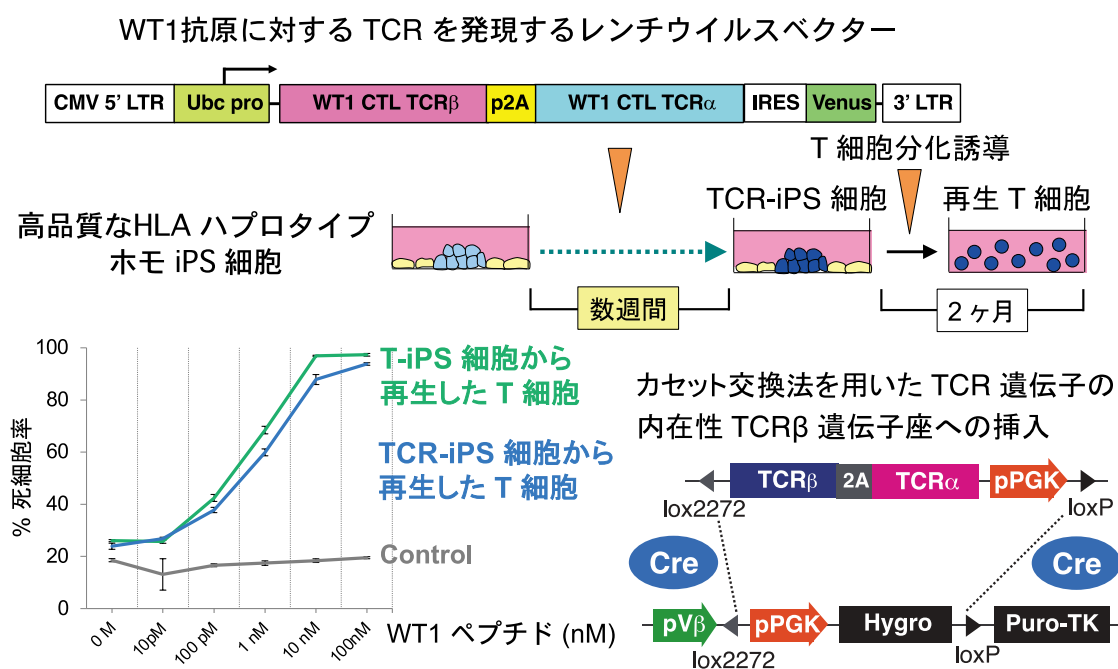 WT1抗原に対する TCR を発現するレンチウイルスベクター
CMV 5' LTR Ubc pro WT1 CTL TCRβ p2A WT1 CTL TCRα IRES Venus 3' LTR
T 細胞分化誘導
TCR-iPS 細胞 再生 T 細胞
高品質なHLA ハプロタイプ
ホモ iPS 細胞
数週間 2 ヶ月
% 死細胞率
100
80
60
40
20
0
T-iPS 細胞から
再生した T 細胞
TCR-iPS 細胞から
再生した T 細胞
Control
0 M 10pM 100 pM 1 nM 10 nM 100nM
WT1 ペプチド (nM)
カセット交換法を用いた TCR 遺伝子の
内在性 TCRβ 遺伝子座への挿入
TCRβ 2A TCRα pPGK
lox2272 loxP
Cre Cre
pVβ pPGK Hygro Puro-TK
lox2272 loxP